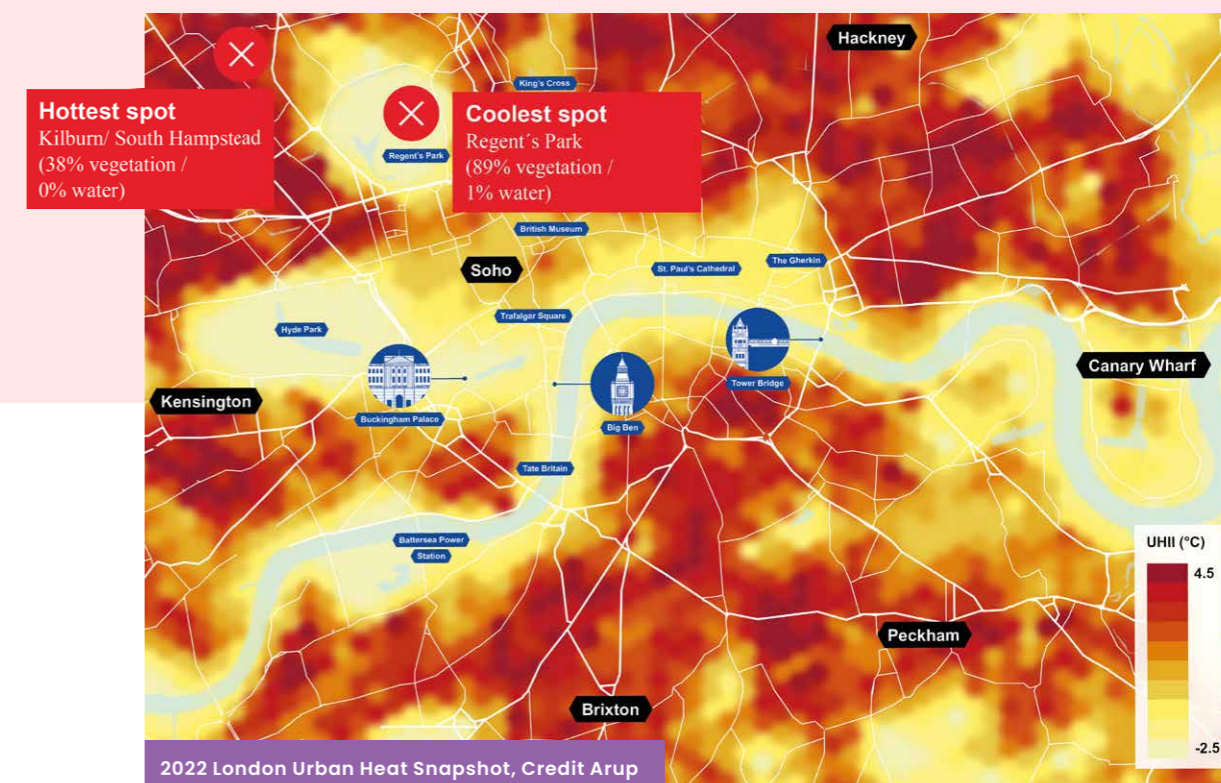 Hackney
King's Cross
Hottest spot
Kilburn/ South Hampstead
(38% vegetation /
0% water)
Coolest spot
Regent´s Park
(89% vegetation /
1% water)
Regent's Park
British Museum
Soho
St. Paul's Cathedral
The Gherkin
Trafalgar Square
Hyde Park
Canary Wharf
Tower Bridge
Kensington
Buckingham Palace
Big Ben
Tate Britain
Battersea Power
Station
UHII (°C)
4.5
-2.5
Peckham
Brixton
2022 London Urban Heat Snapshot, Credit Arup